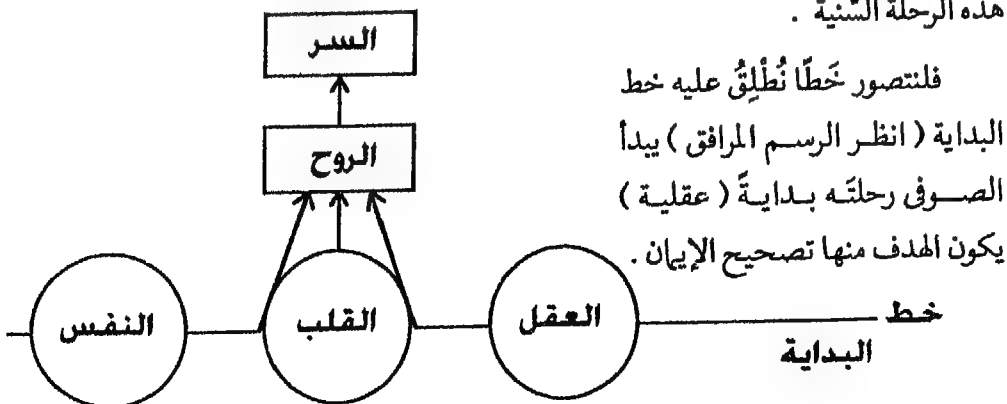 هذه الرحلة السَّنية .
فلنتصور خَطًّا نُطْلِقُ عليه خط
البداية ( انظر الرسم المرافق ) يبدأ
الصوفى رحلتَه بدايةً ( عقلية )
يكون الهدف منها تصحيح الإيمان .
السر
الروح
خط
العقل
القلب
النفس
البداية